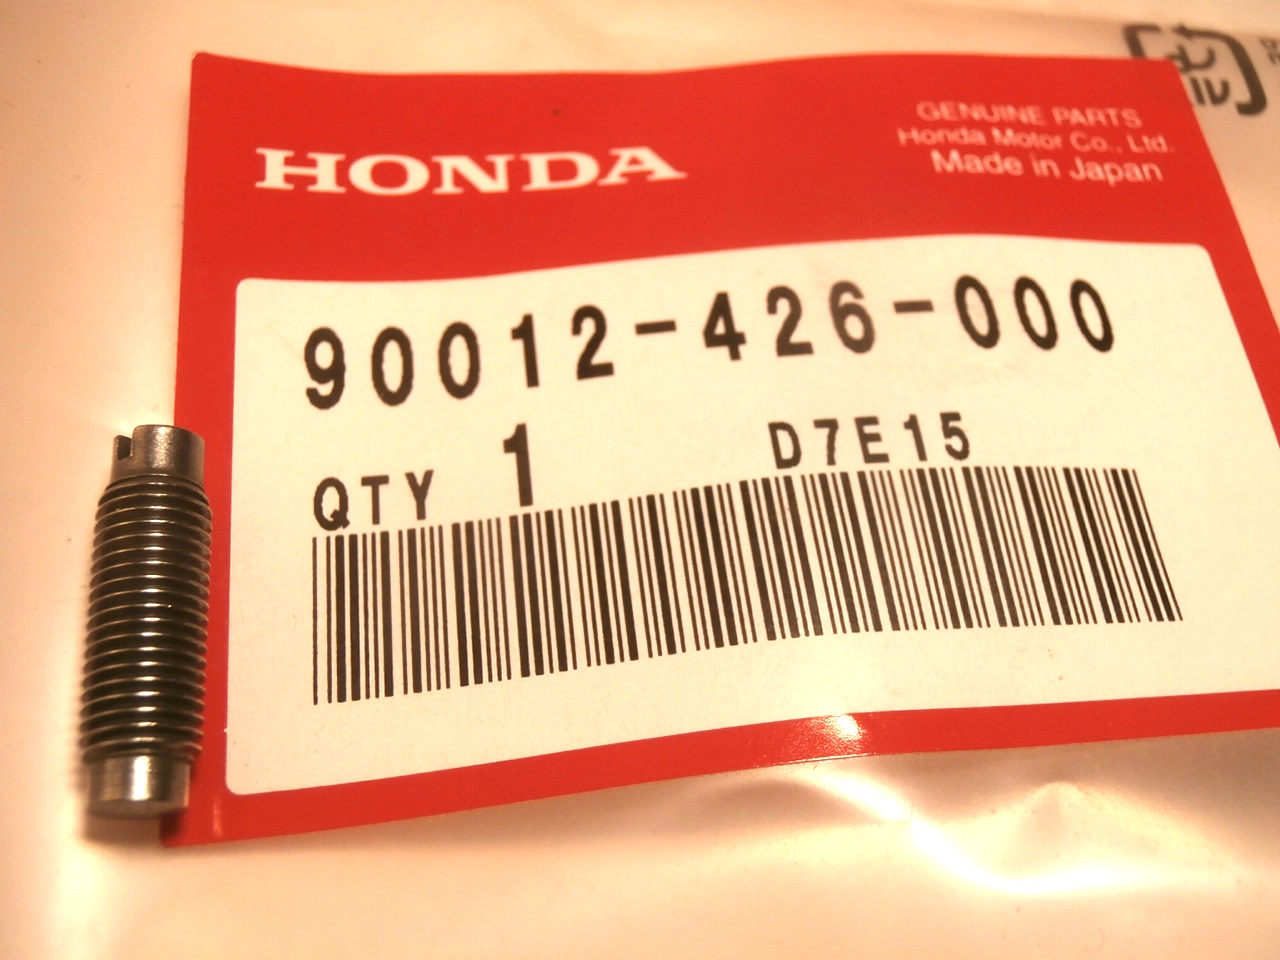 HONDA
GENUINE PARTS
Honda Motor Co., Ltd.
Made in Japan
90012-426-000
QTY 1 D7E15